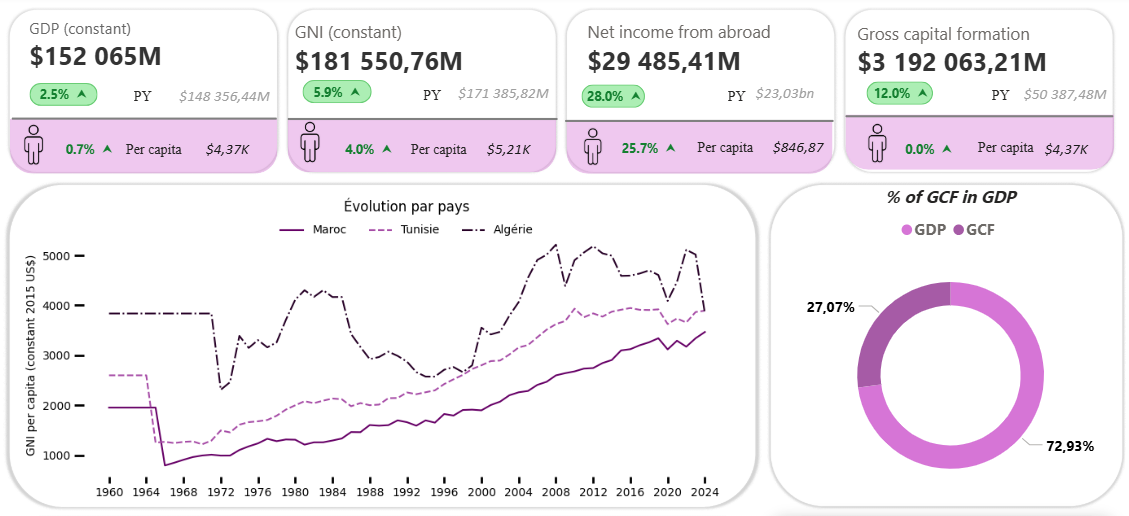 GDP (constant)
$152 065M
2.5%
PY
$148 356,44M
0.7%
Per capita
$4,37K
GNI (constant)
$181 550,76M
5.9%
PY
$171 385,82M
4.0%
Per capita
$5,21K
Net income from abroad
$29 485,41M
28.0%
PY
$23,03bn
25.7%
Per capita
$846,87
Gross capital formation
$3 192 063,21M
12.0%
PY
$50 387,48M
0.0%
Per capita
$4,37K
Évolution par pays
Maroc
Tunisie
Algérie
GNI per capita (constant 2015 US$)
5000
4000
3000
2000
1000
1960 1964 1968 1972 1976 1980 1984 1988 1992 1996 2000 2004 2008 2012 2016 2020 2024
% of GCF in GDP
GDP
GCF
27,07%
72,93%